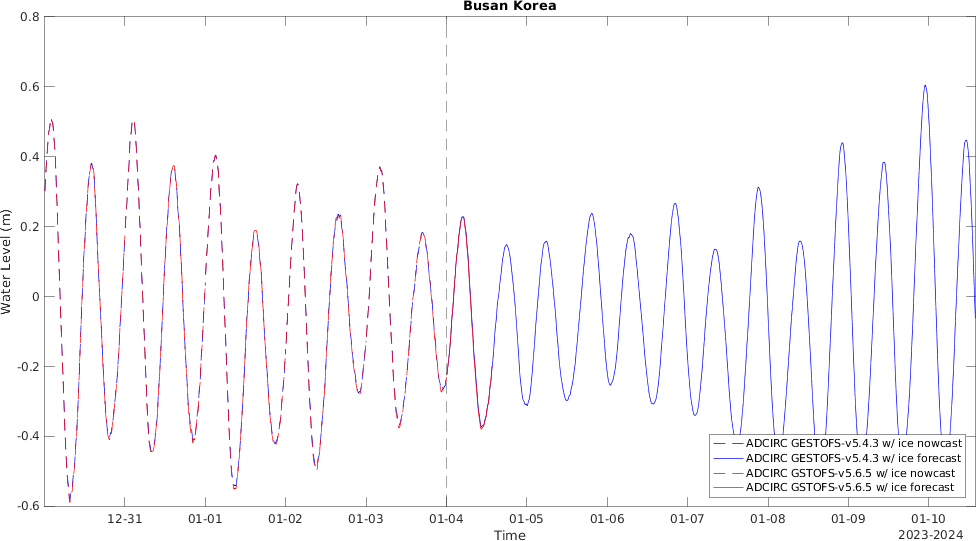 Busan Korea
0.8
0.6
0.4
0.2
0
-0.2
-0.4
-0.6
Water Level (m)
12-31
01-01
01-02
01-03
01-04
01-05
01-06
01-07
01-08
01-09
01-10
Time
2023-2024
ADCIRC GESTOFS-v5.4.3 w/ ice nowcast
ADCIRC GESTOFS-v5.4.3 w/ ice forecast
ADCIRC GSTOFS-v5.6.5 w/ ice nowcast
ADCIRC GSTOFS-v5.6.5 w/ ice forecast